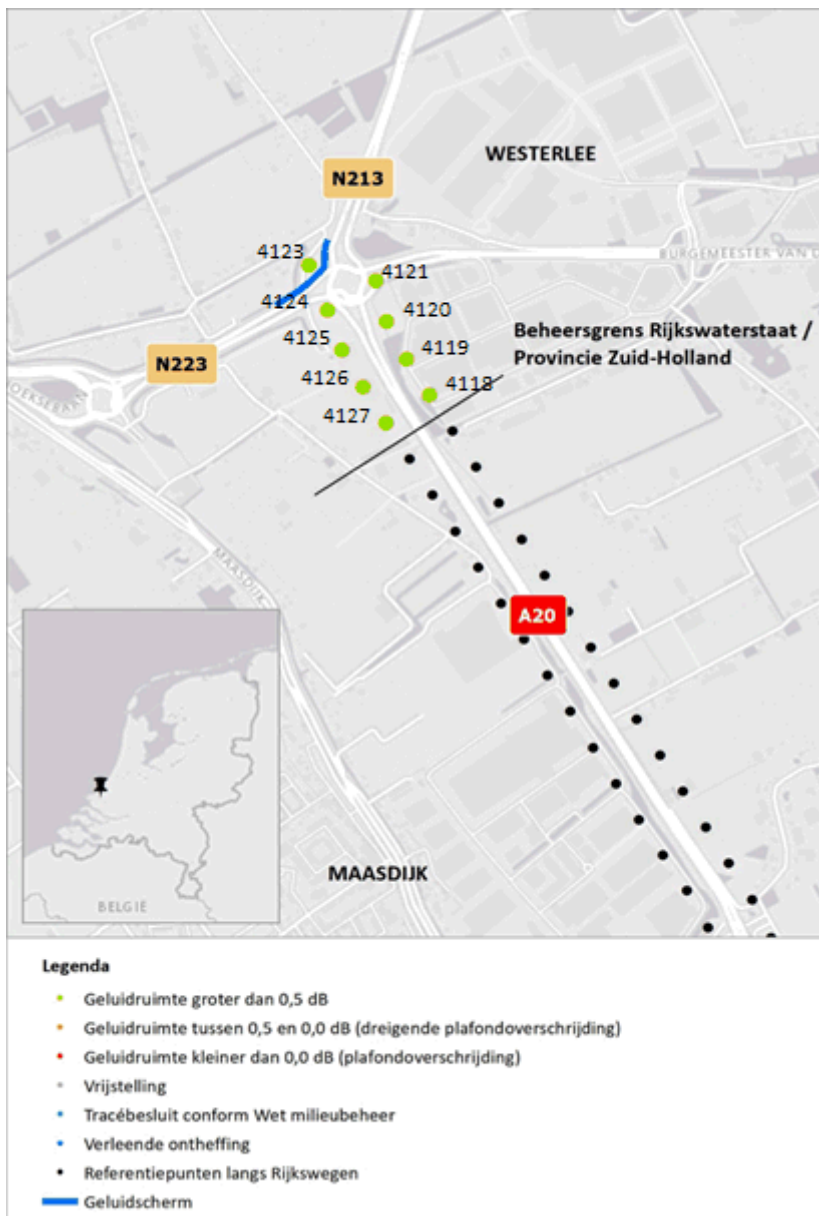 WESTERLEE
N213
4123
4121
BURGEMEESTER VAN D
4124
4120
Beheersgrens Rijkswaterstaat /
Provincie Zuid-Holland
4125
4119
N223
4126
4118
4127
MAASDIJK
A20
MAASDIJK
BELGIË
Legenda
Geluidruimte groter dan 0,5 dB
Geluidruimte tussen 0,5 en 0,0 dB (dreigende plafondoverschrijding)
Geluidruimte kleiner dan 0,0 dB (plafondoverschrijding)
Vrijstelling
Tracébesluit conform Wet milieubeheer
Verleende ontheffing
Referentiepunten langs Rijkswegen
Geluidscherm